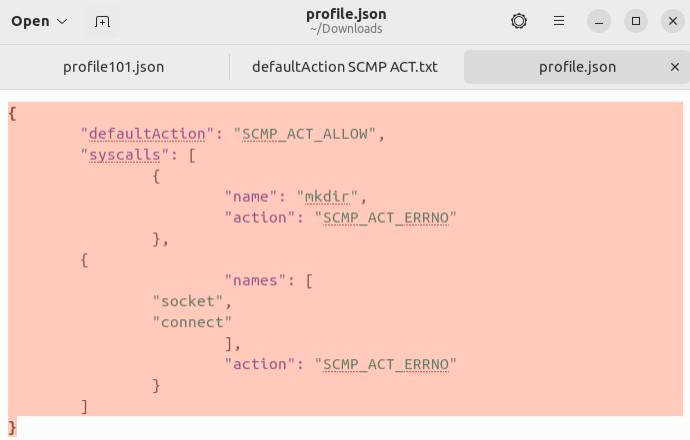 Open
profile.json
~/Downloads
profile101.json
defaultAction SCMP ACT.txt
profile.json
{
"defaultAction": "SCMP_ACT_ALLOW",
"syscalls": [
{
"name": "mkdir",
"action": "SCMP_ACT_ERRNO"
},
{
"names": [
"socket",
"connect"
],
"action": "SCMP_ACT_ERRNO"
}
]
}